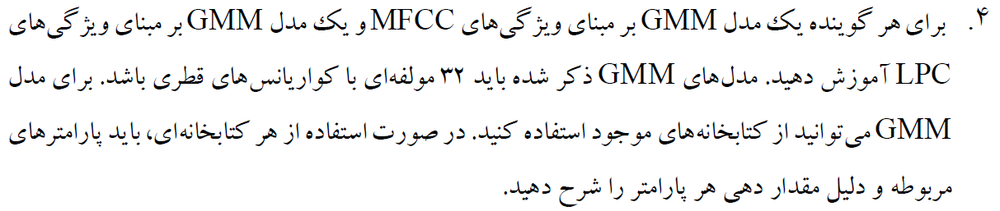 ۴. برای هر گوینده یک مدل GMM بر مبنای ویژگی‌های MFCC و یک مدل GMM بر مبنای ویژگی‌های
LPC آموزش دهید. مدل‌های GMM ذکر شده باید ۳۲ مولفه‌ای با کواریانس‌های قطری باشد. برای مدل
GMM می‌توانید از کتابخانه‌های موجود استفاده کنید. در صورت استفاده از هر کتابخانه‌ای، باید پارامترهای
مربوطه و دلیل مقدار دهی هر پارامتر را شرح دهید.